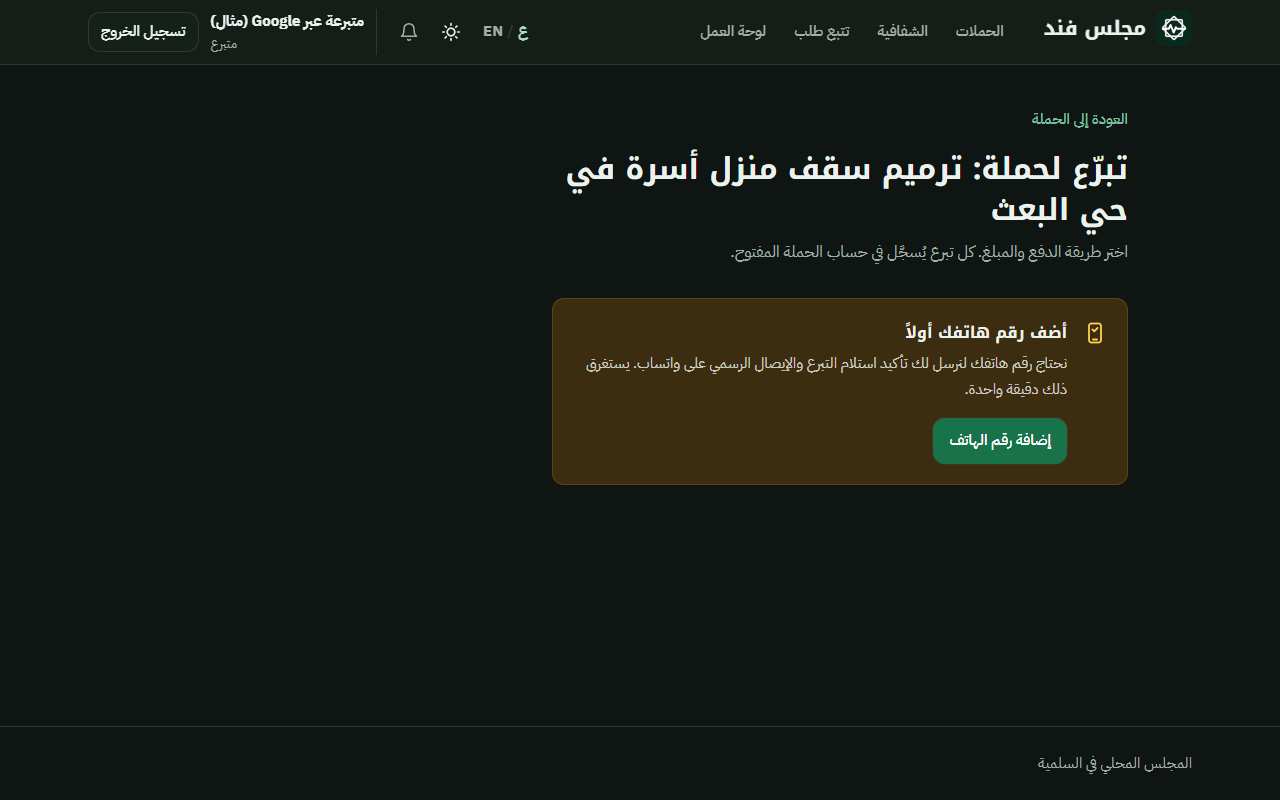 مجلس فند
الحملات
الشفافية
تتبع طلب
لوحة العمل
ع / EN
متبرعة عبر Google (مثال)
متبرع
تسجيل الخروج
العودة إلى الحملة
تبرّع لحملة: ترميم سقف منزل أسرة في
حي البعث
اختر طريقة الدفع والمبلغ. كل تبرع يُسجَّل في حساب الحملة المفتوح.
أضف رقم هاتفك أولاً
نحتاج رقم هاتفك لنرسل لك تأكيد استلام التبرع والإيصال الرسمي على واتساب. يستغرق
ذلك دقيقة واحدة.
إضافة رقم الهاتف
المجلس المحلي في السلمية